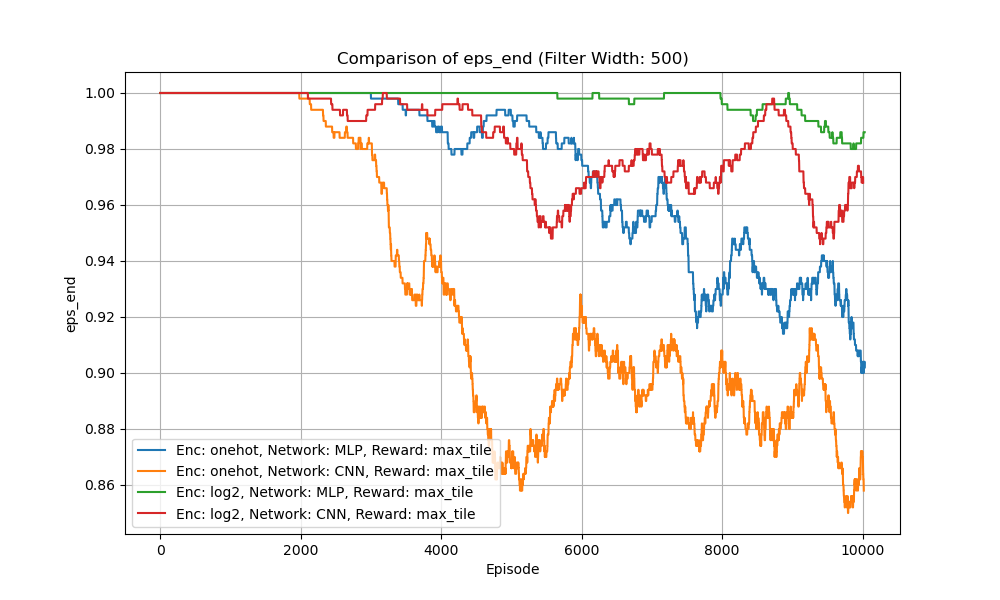 Comparison of eps_end (Filter Width: 500)
1.00
0.98
0.96
0.94
0.92
0.90
0.88
0.86
eps_end
Enc: onehot, Network: MLP, Reward: max_tile
Enc: onehot, Network: CNN, Reward: max_tile
Enc: log2, Network: MLP, Reward: max_tile
Enc: log2, Network: CNN, Reward: max_tile
0 2000 4000 6000 8000 10000
Episode